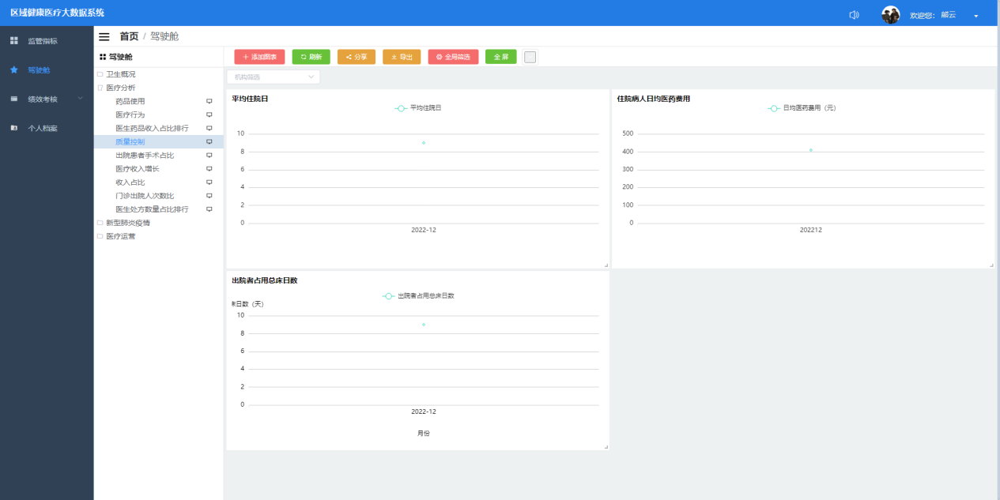 区域健康医疗大数据系统
欢迎您: 熊云
监管指标
驾驶舱
绩效考核
个人档案
首页 / 驾驶舱
驾驶舱
卫生概况
医疗分析
药品使用
医疗行为
医生药品收入占比排行
质量控制
出院患者手术占比
医疗收入增长
收入占比
门诊出院人次数比
医生处方数量占比排行
新型肺炎疫情
医疗运营
添加图表 刷新 分享 导出 全局筛选 全屏
机构筛选
平均住院日
平均住院日
10
8
6
4
2
0
2022-12
住院病人日均医药费用
日均医药费用（元）
500
400
300
200
100
0
202212
出院者占用总床日数
出院者占用总床日数
床日数（天）
10
8
6
4
2
0
2022-12
月份